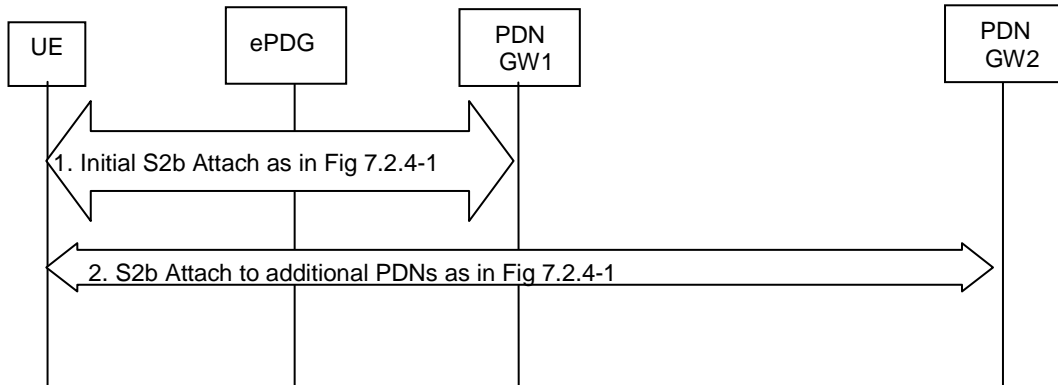 UE
ePDG
PDN
GW1
PDN
GW2
1. Initial S2b Attach as in Fig 7.2.4-1
2. S2b Attach to additional PDNs as in Fig 7.2.4-1